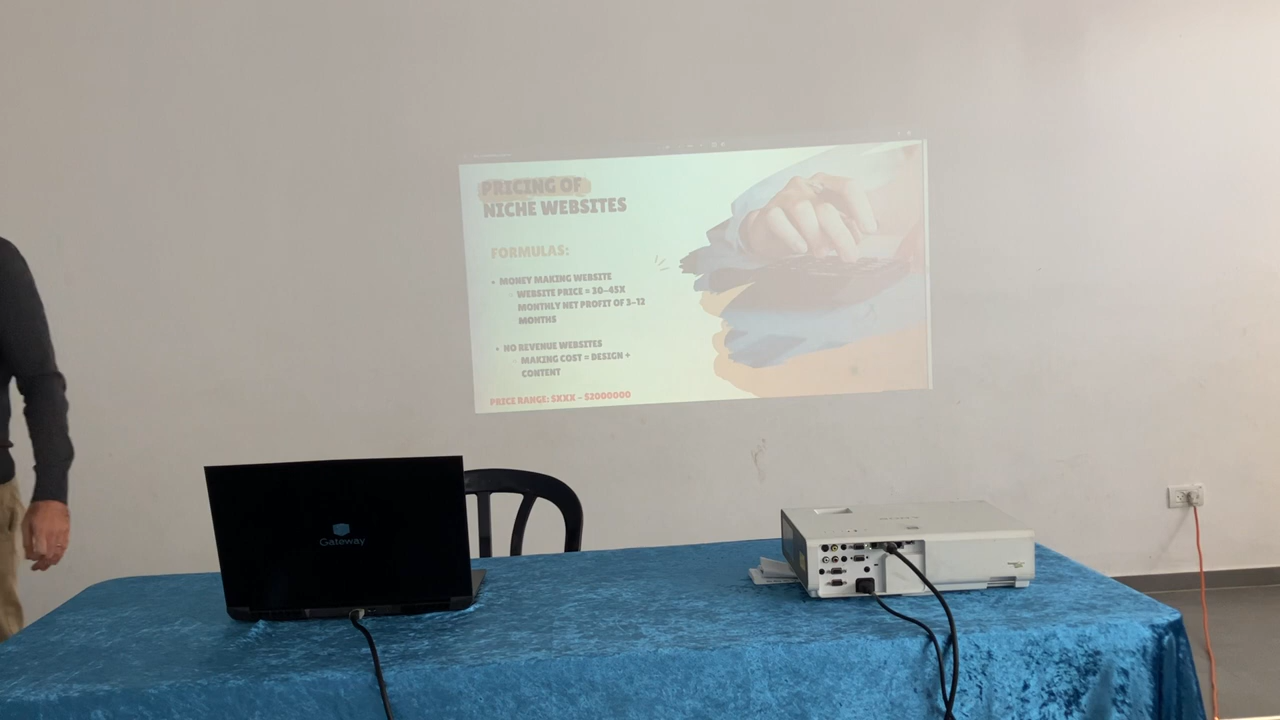 PRICING OF
NICHE WEBSITES
FORMULAS:
• MONEY MAKING WEBSITE
WEBSITE PRICE = 30-45X
MONTHLY NET PROFIT OF 3-12
MONTHS
• NO REVENUE WEBSITES
MAKING COST = DESIGN +
CONTENT
PRICE RANGE: $XXX - $2000000
Gateway
SONY